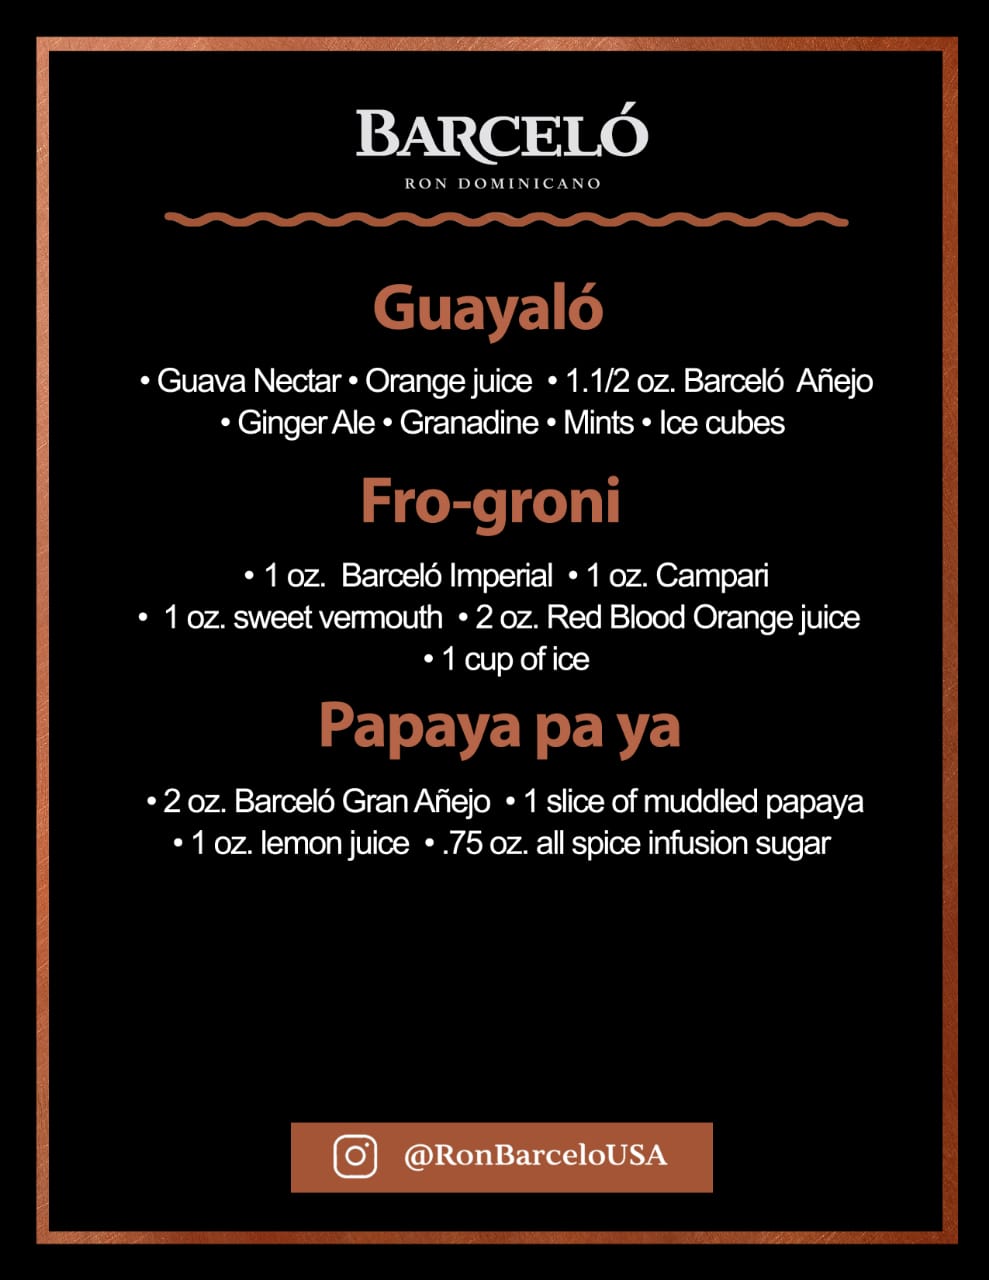 BARCELÓ
RON DOMINICANO
Guayaló
• Guava Nectar • Orange juice • 1.1/2 oz. Barceló Añejo
• Ginger Ale • Granadine • Mints • Ice cubes
Fro-groni
• 1 oz. Barceló Imperial • 1 oz. Campari
• 1 oz. sweet vermouth • 2 oz. Red Blood Orange juice
• 1 cup of ice
Papaya pa ya
• 2 oz. Barceló Gran Añejo • 1 slice of muddled papaya
• 1 oz. lemon juice • .75 oz. all spice infusion sugar
@RonBarceloUSA